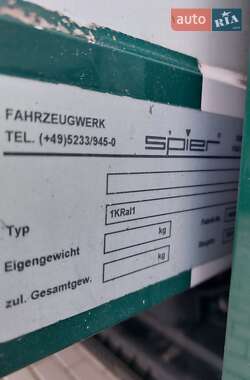 auto RIA
FAHRZEUGWERK
TEL. (+49)5233/945-0
spier
Typ
1KRal1
Eigengewicht
kg
zul. Gesamtgew.
kg